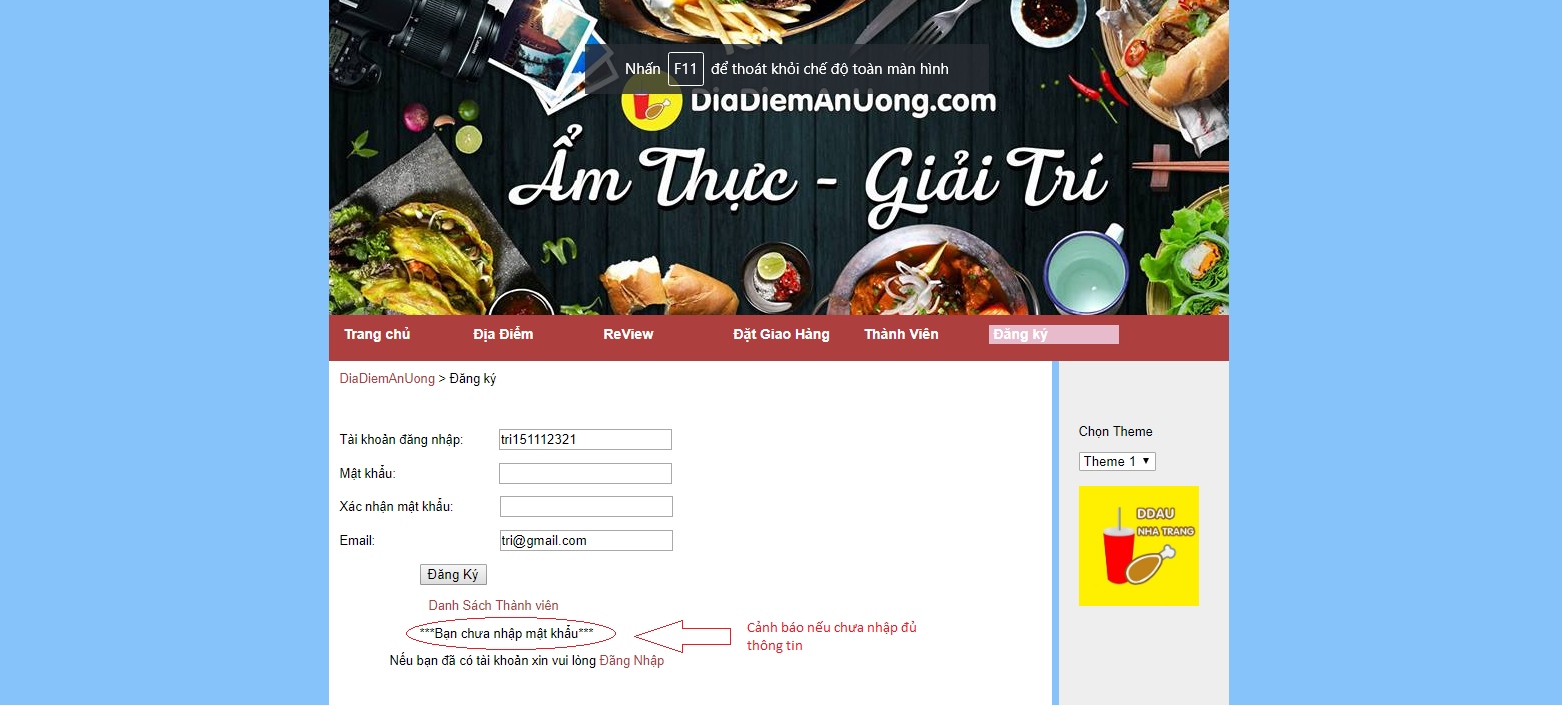 Nhấn F11 để thoát khỏi chế độ toàn màn hình
DiaDiemAnUong.com
Ẩm Thực - Giải Trí
Trang chủ Địa Điểm ReView Đặt Giao Hàng Thành Viên Đăng ký
DiaDiemAnUong > Đăng ký
Tài khoản đăng nhập: tri151112321
Mật khẩu:
Xác nhận mật khẩu:
Email: tri@gmail.com
Đăng Ký
Danh Sách Thành viên
***Bạn chưa nhập mật khẩu***
Nếu bạn đã có tài khoản xin vui lòng Đăng Nhập
Cảnh báo nếu chưa nhập đủ
thông tin
Chọn Theme
Theme 1
DDAU
NHA TRANG